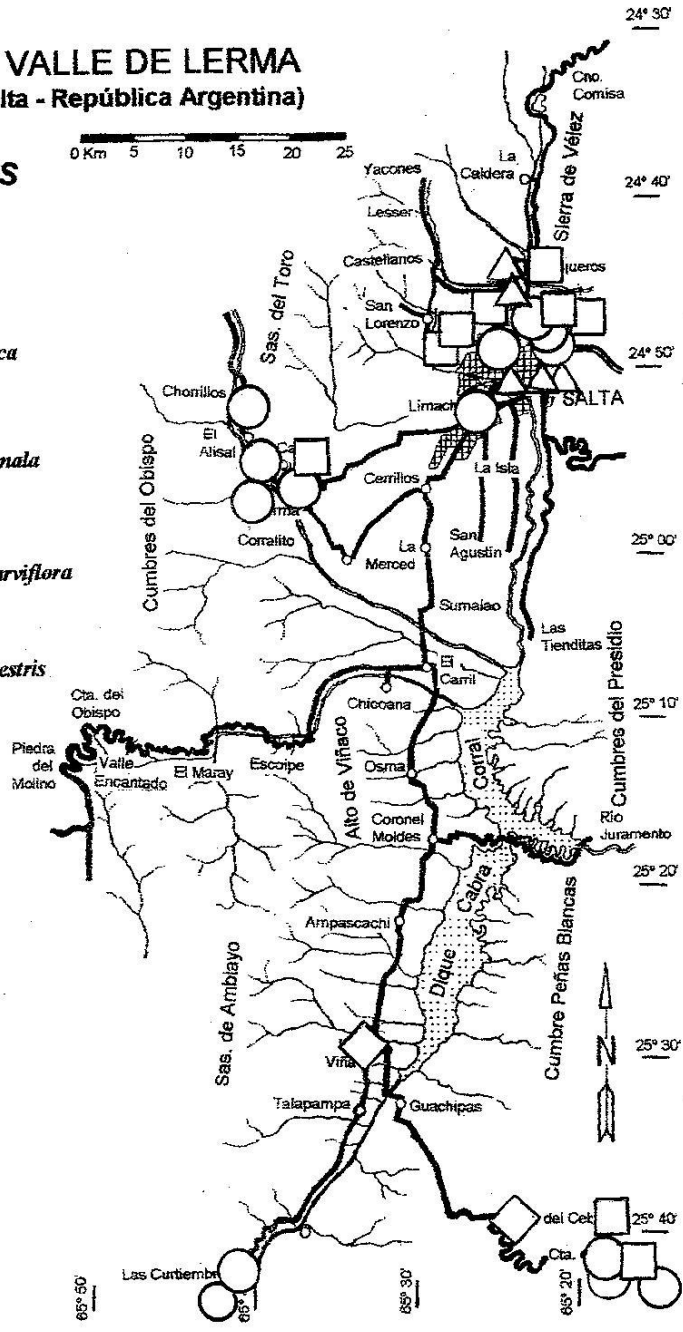 VALLE DE LERMA
lta - República Argentina)
0 Km 5 10 15 20 25
S
24° 30'
Cno.
Comisa
La
Caldera
Sierra de Vélez
24° 40'
Yacones
Lesser
Castellanos
ueros
Sas. del Toro
San
Lorenzo
ca
24° 50'
Chorrillos
Limach
SALTA
El
Alisal
Ca
nala
Cerrillos
La Isla
rma
Corralito
Cumbres del Obispo
La
Merced
San
Agustín
25° 00'
arviflora
Sumalao
Las
Tienditas
estris
El
Carril
Cta. del
Obispo
Chicoana
25° 10'
Cumbres del Presidio
Piedra
del
Molino
Valle
Encantado
El Maray
Escoipe
Alto de Viñaco
Osma
Corral
Coronel
Moldes
Río
Juramento
25° 20'
Cabra
Ampascachi
Dique
Cumbre Peñas Blancas
Sas. de Amblayo
N
Viña
25° 30'
Talapampa
Guachipas
del Ceb
25° 40'
Cta.
Las Curtiemb
65° 50'
65° 30'
65° 20'